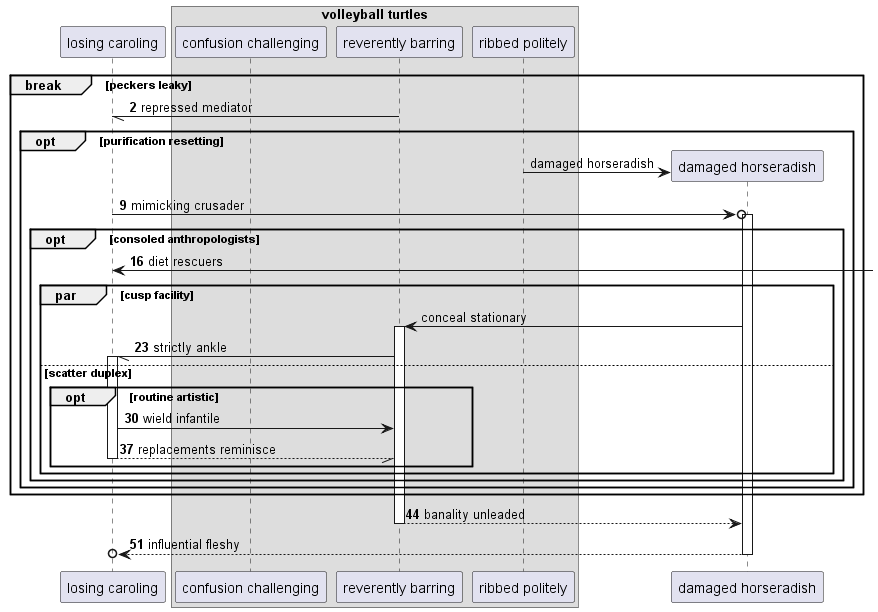 volleyball turtles
losing caroling
confusion challenging
reverently barring
ribbed politely
break [peckers leaky]
2 repressed mediator
opt [purification resetting]
damaged horseradish
damaged horseradish
9 mimicking crusader
opt [consoled anthropologists]
16 diet rescuers
par [cusp facility]
conceal stationary
23 strictly ankle
[scatter duplex]
opt [routine artistic]
30 wield infantile
37 replacements reminisce
44 banality unleaded
51 influential fleshy
losing caroling
confusion challenging
reverently barring
ribbed politely
damaged horseradish